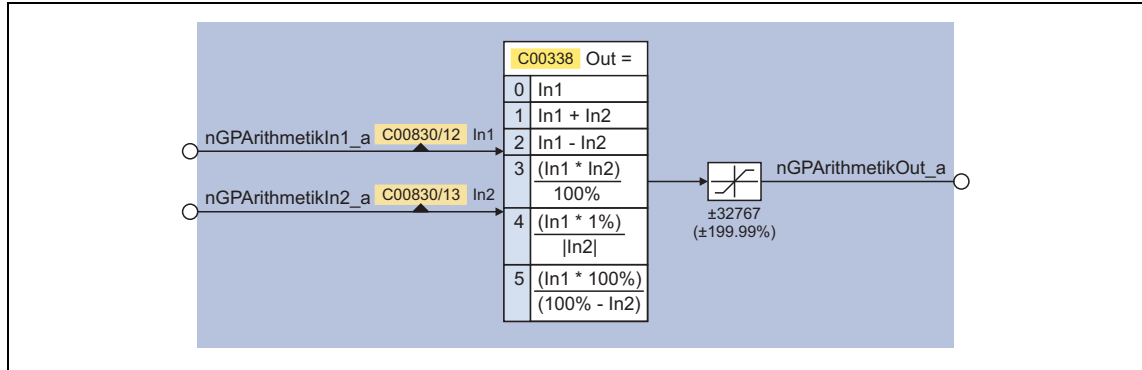 C00338 Out =
0 In1
1 In1 + In2
2 In1 - In2
3 (In1 * In2)
100%
4 (In1 * 1%)
|In2|
5 (In1 * 100%)
(100% - In2)
nGPArithmetikIn1_a C00830/12 In1
nGPArithmetikIn2_a C00830/13 In2
nGPArithmetikOut_a
±32767
(±199.99%)